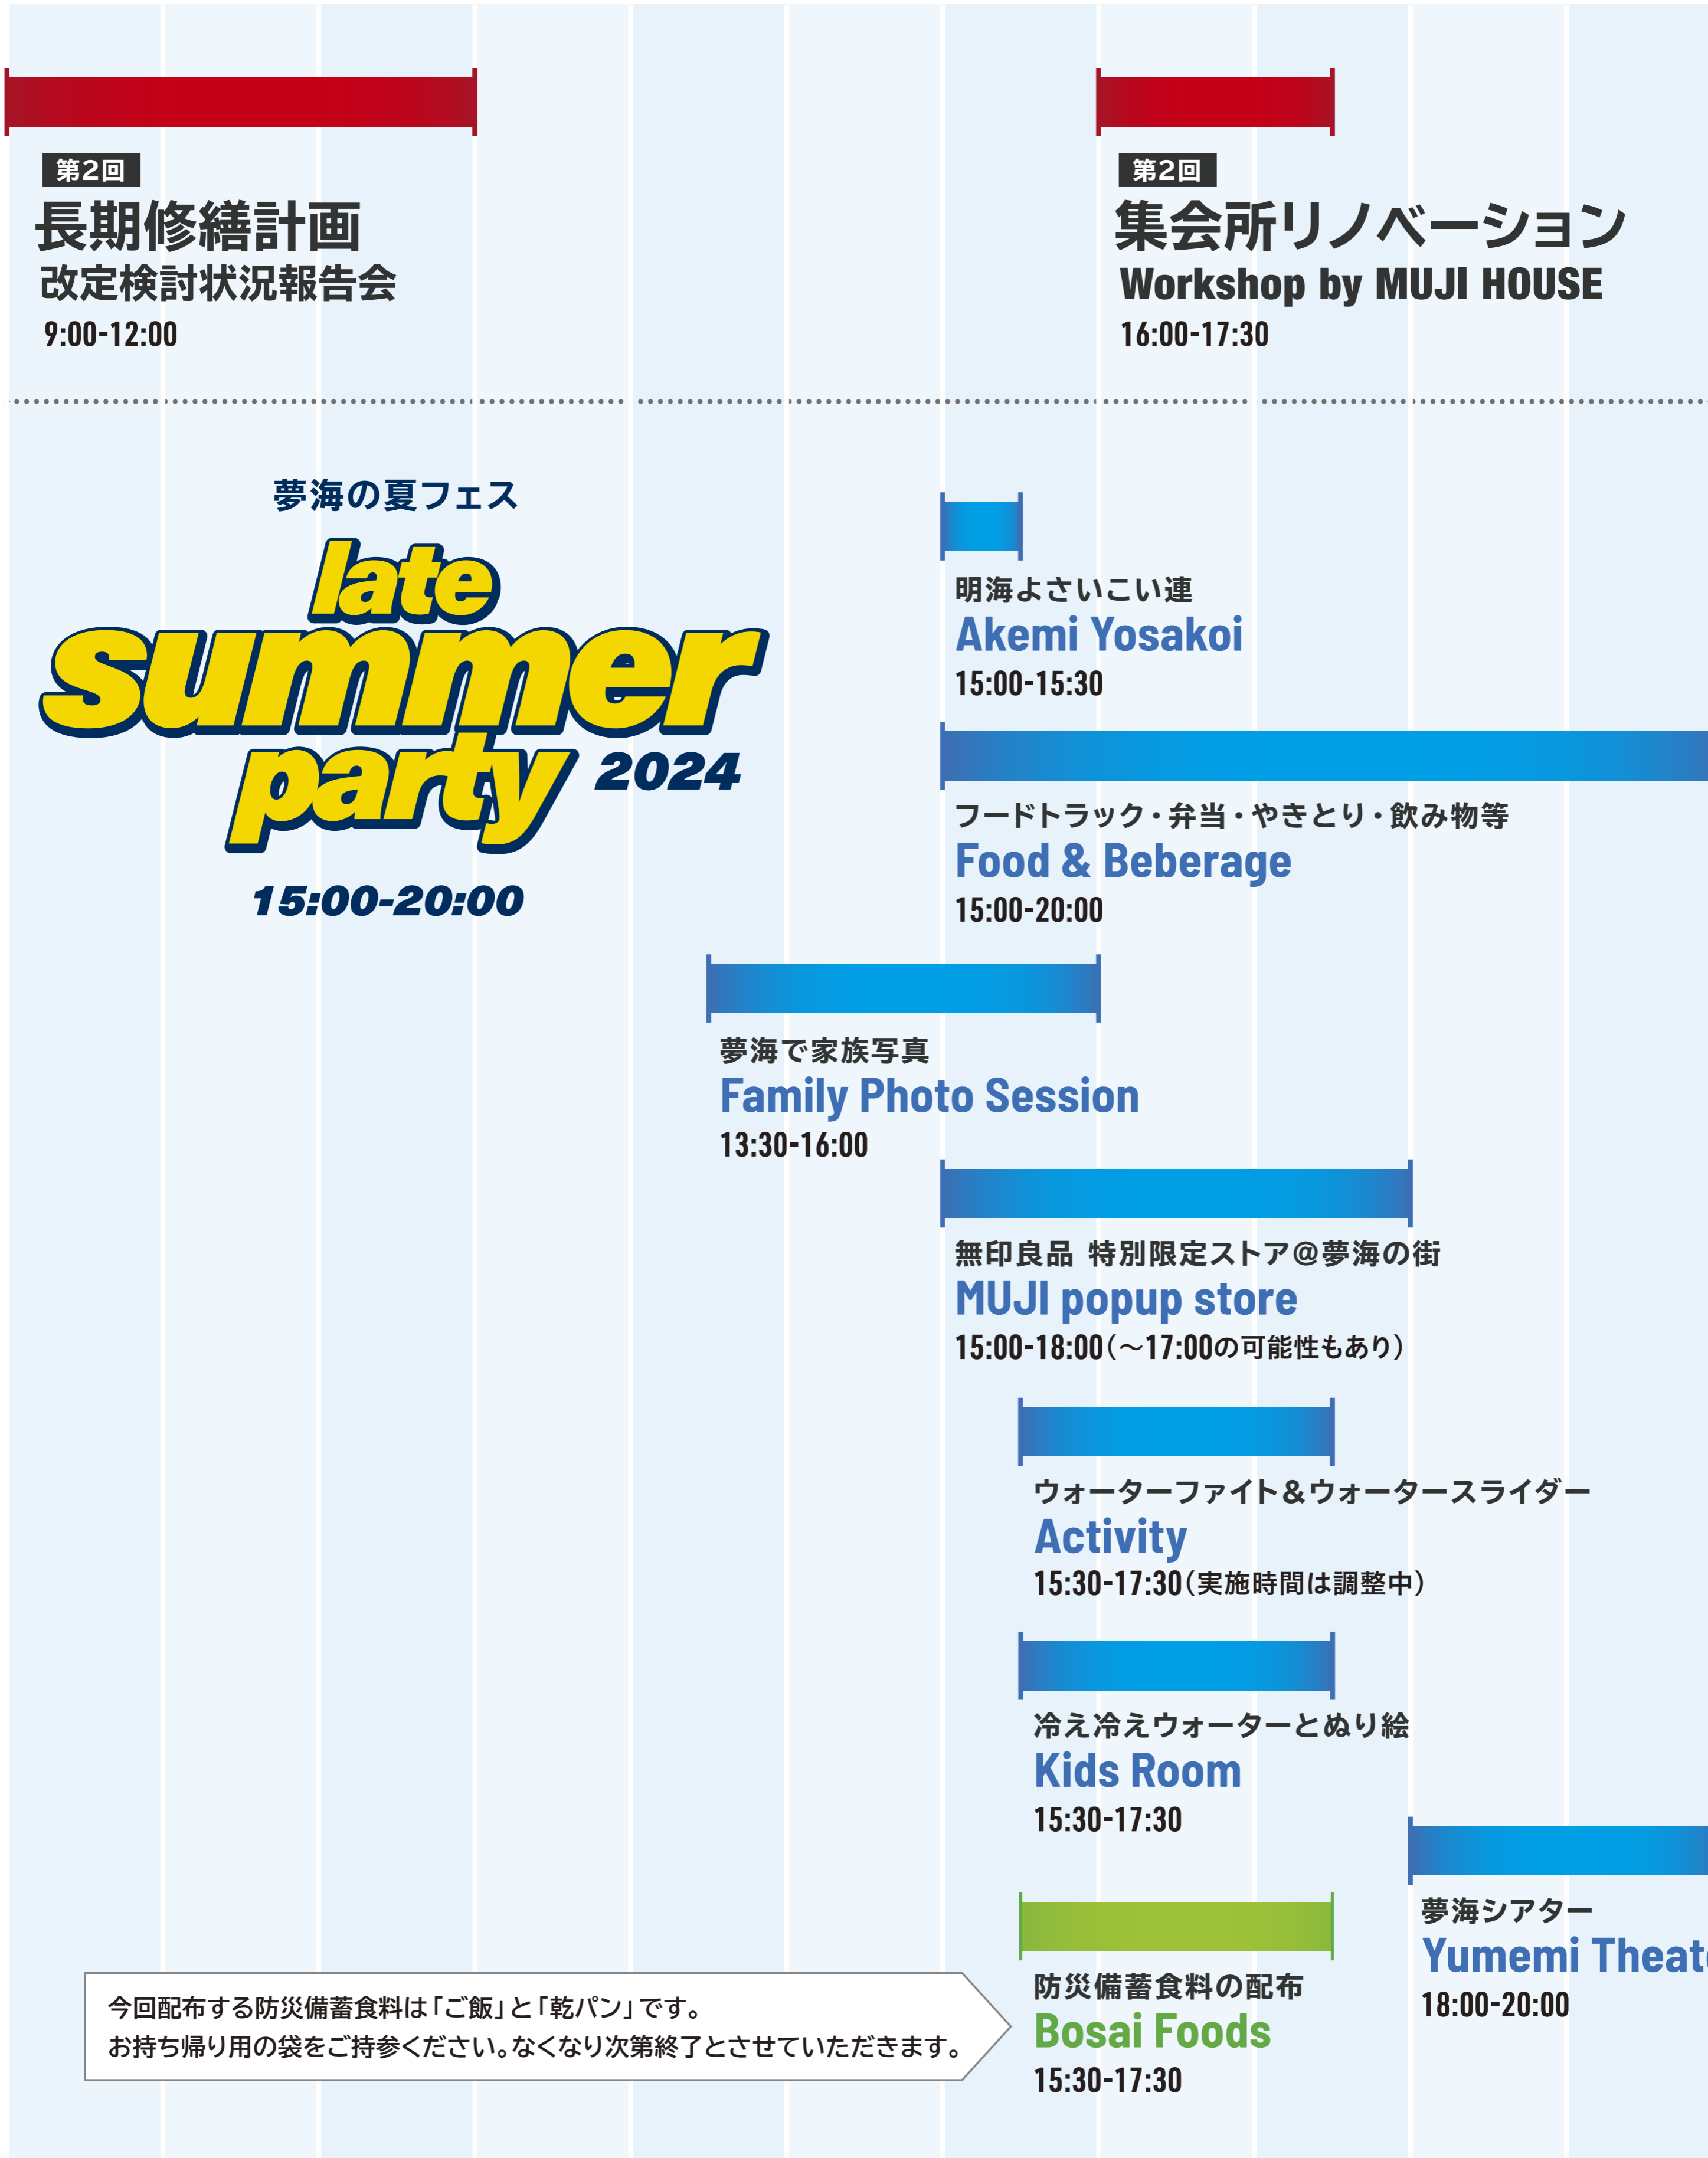 第2回
長期修繕計画
改定検討状況報告会
9:00-12:00
第2回
集会所リノベーション
Workshop by MUJI HOUSE
16:00-17:30
夢海の夏フェス
late
summer
party 2024
15:00-20:00
明海よさいこい連
Akemi Yosakoi
15:00-15:30
フードトラック・弁当・やきとり・飲み物等
Food & Beberage
15:00-20:00
夢海で家族写真
Family Photo Session
13:30-16:00
無印良品 特別限定ストア@夢海の街
MUJI popup store
15:00-18:00(〜17:00の可能性もあり)
ウォーターファイト&ウォータースライダー
Activity
15:30-17:30(実施時間は調整中)
冷え冷えウォーターとぬり絵
Kids Room
15:30-17:30
夢海シアター
Yumemi Theat
18:00-20:00
防災備蓄食料の配布
Bosai Foods
15:30-17:30
今回配布する防災備蓄食料は「ご飯」と「乾パン」です。
お持ち帰り用の袋をご持参ください。なくなり次第終了とさせていただきます。